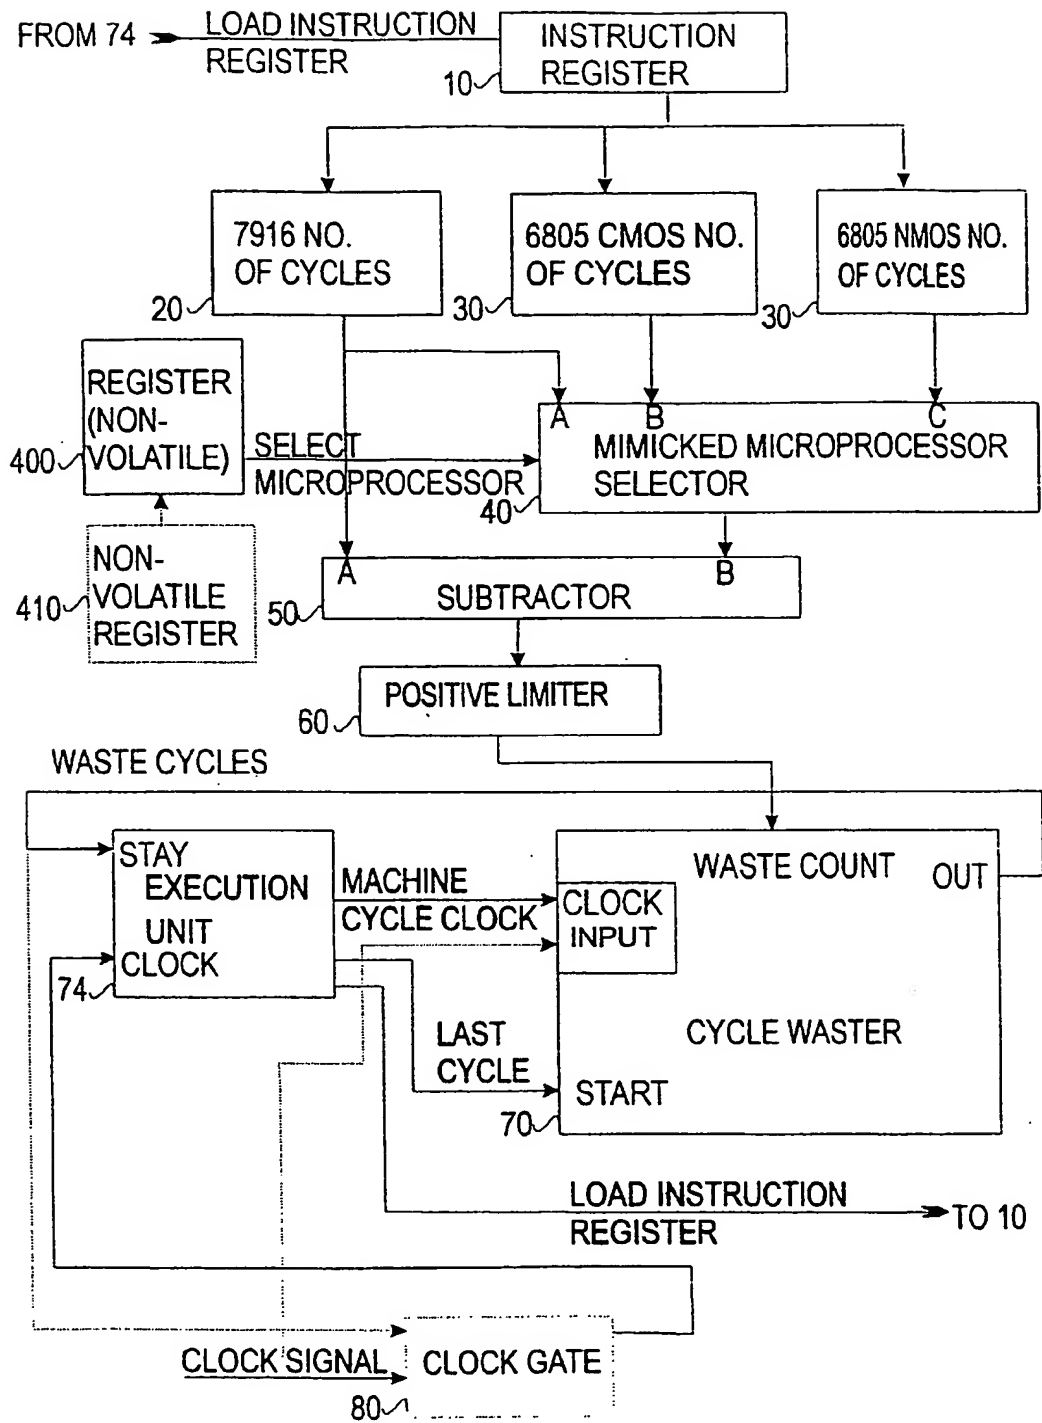 FROM 74
LOAD INSTRUCTION
REGISTER
INSTRUCTION
REGISTER
10
7916 NO.
OF CYCLES
20
6805 CMOS NO.
OF CYCLES
30
6805 NMOS NO.
OF CYCLES
30
REGISTER
(NON-
VOLATILE)
400
SELECT
MICROPROCESSOR
A
B
C
MIMICKED MICROPROCESSOR
SELECTOR
40
NON-
VOLATILE
REGISTER
410
A
B
SUBTRACTOR
50
POSITIVE LIMITER
60
WASTE CYCLES
STAY
EXECUTION
UNIT
CLOCK
74
MACHINE
CYCLE CLOCK
LAST
CYCLE
WASTE COUNT
OUT
CLOCK
INPUT
CYCLE WASTER
START
70
LOAD INSTRUCTION
REGISTER
TO 10
CLOCK SIGNAL
CLOCK GATE
80